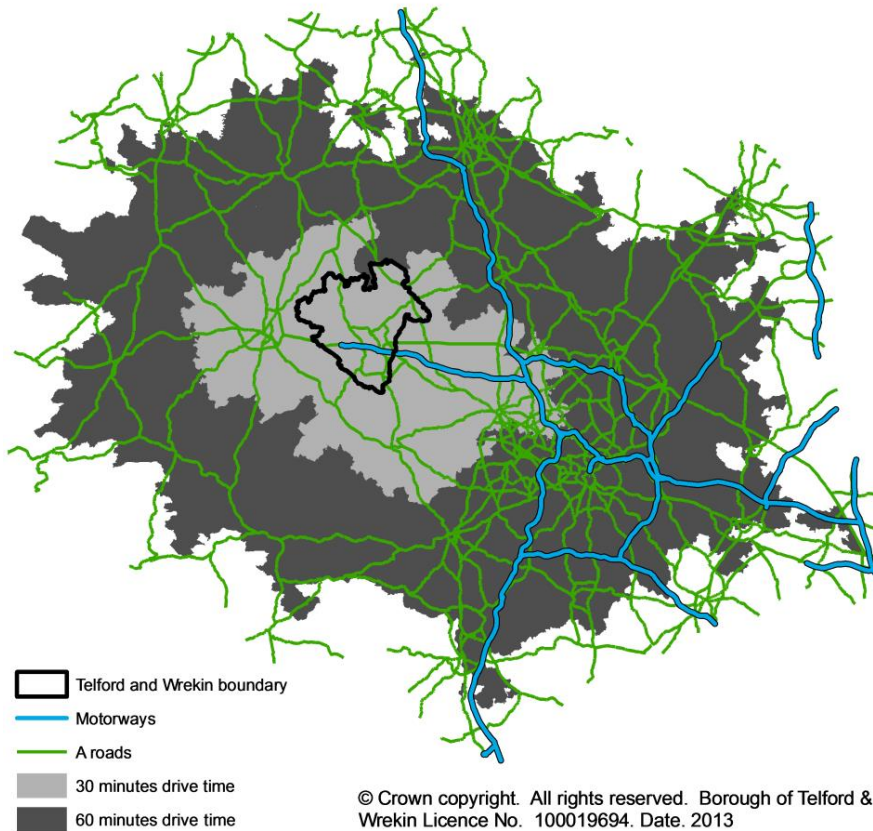 Telford and Wrekin boundary
Motorways
A roads
30 minutes drive time
60 minutes drive time
© Crown copyright. All rights reserved. Borough of Telford &
Wrekin Licence No. 100019694. Date. 2013